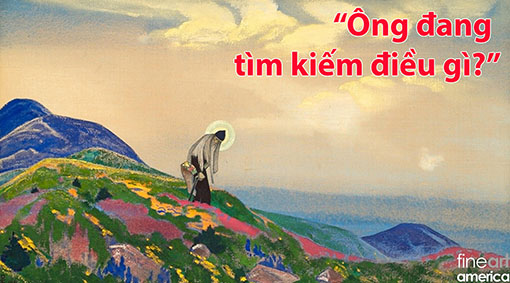 “Ông đang
tìm kiếm điều gì?”
fineart
america